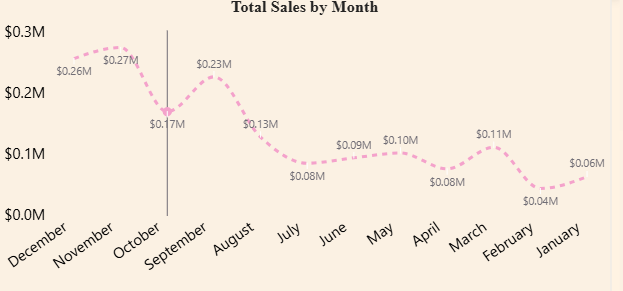 Total Sales by Month
$0.3M
$0.2M
$0.1M
$0.0M
$0.26M
$0.27M
$0.17M
$0.23M
$0.13M
$0.08M
$0.09M
$0.10M
$0.08M
$0.11M
$0.04M
$0.06M
December
November
October
September
August
July
June
May
April
March
February
January